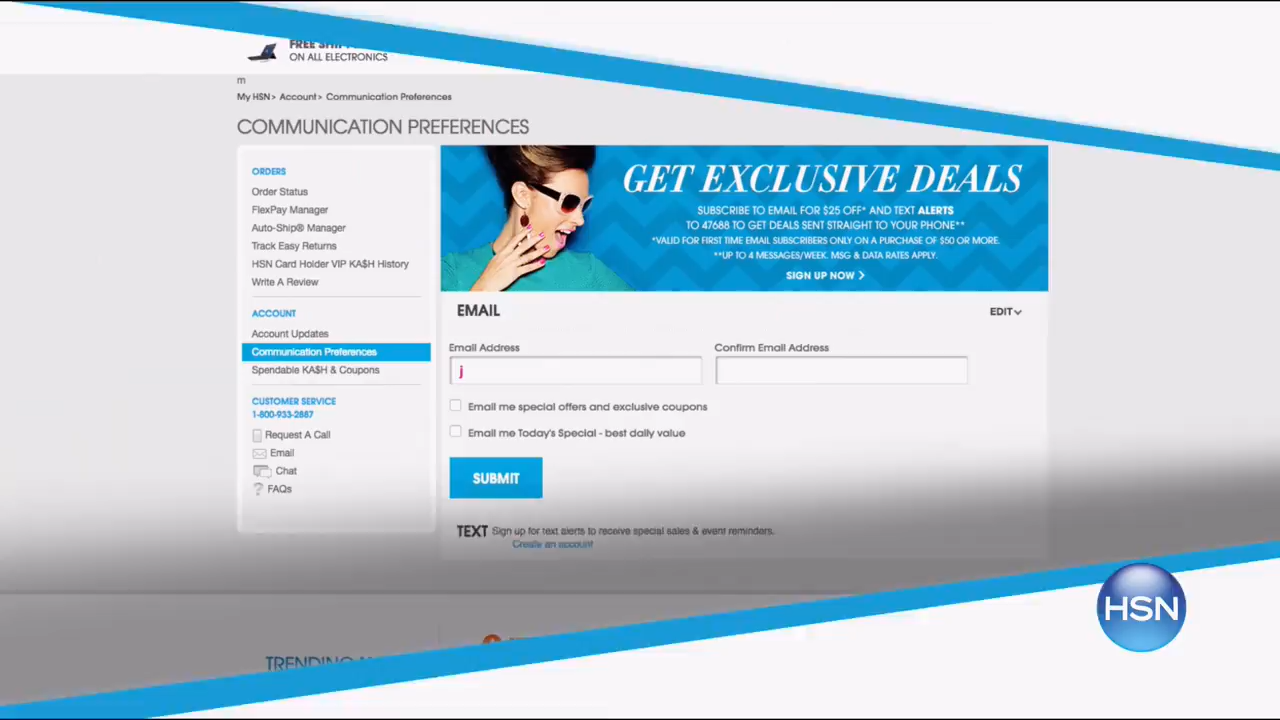 ON ALL ELECTRONICS
m
My HSN> Account> Communication Preferences
COMMUNICATION PREFERENCES
ORDERS
Order Status
FlexPay Manager
Auto-Ship® Manager
Track Easy Returns
HSN Card Holder VIP KA$H History
Write A Review
ACCOUNT
Account Updates
Communication Preferences
Spendable KA$H & Coupons
CUSTOMER SERVICE
1-800-933-2887
Request A Call
Email
Chat
FAQs
GET EXCLUSIVE DEALS
SUBSCRIBE TO EMAIL FOR $25 OFF* AND TEXT ALERTS
TO 47688 TO GET DEALS SENT STRAIGHT TO YOUR PHONE**
*VALID FOR FIRST TIME EMAIL SUBSCRIBERS ONLY ON A PURCHASE OF $50 OR MORE.
**UP TO 4 MESSAGES/WEEK. MSG & DATA RATES APPLY.
SIGN UP NOW >
EMAIL
EDIT
Email Address
Confirm Email Address
j
Email me special offers and exclusive coupons
Email me Today's Special - best daily value
SUBMIT
TEXT Sign up for text alerts to receive special sales & event reminders.
Create an account
TRENDING
HSN